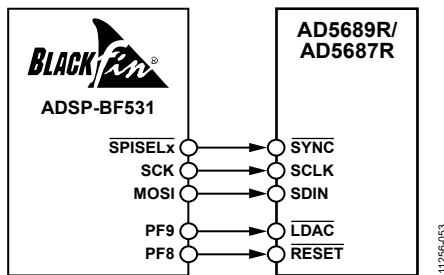 BLACKfin®
ADSP-BF531
SPISELx
SCK
MOSI
PF9
PF8
AD5689R/
AD5687R
SYNC
SCLK
SDIN
LDAC
RESET
11256-053